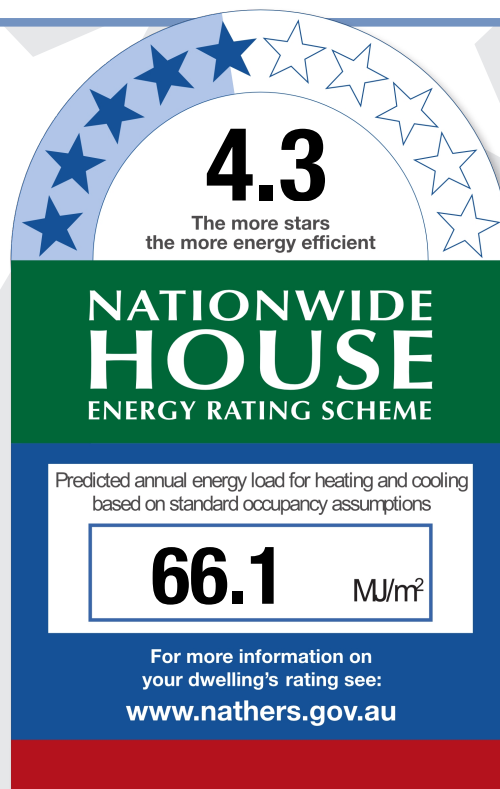 4.3
The more stars
the more energy efficient
NATIONWIDE
HOUSE
ENERGY RATING SCHEME
Predicted annual energy load for heating and cooling
based on standard occupancy assumptions
66.1 MJ/m²
For more information on
your dwelling's rating see:
www.nathers.gov.au